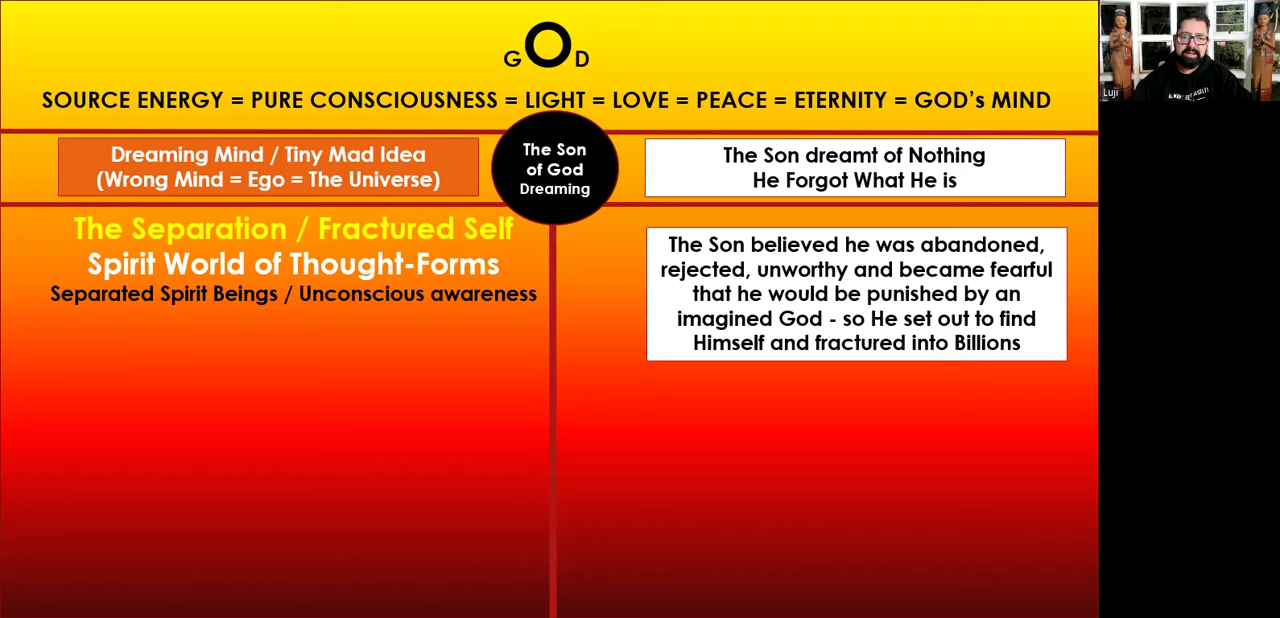 GOD
SOURCE ENERGY = PURE CONSCIOUSNESS = LIGHT = LOVE = PEACE = ETERNITY = GOD's MIND
Dreaming Mind / Tiny Mad Idea
(Wrong Mind = Ego = The Universe)
The Son
of God
Dreaming
The Son dreamt of Nothing
He Forgot What He is
The Separation / Fractured Self
Spirit World of Thought-Forms
Separated Spirit Beings / Unconscious awareness
The Son believed he was abandoned,
rejected, unworthy and became fearful
that he would be punished by an
imagined God - so He set out to find
Himself and fractured into Billions
Luji